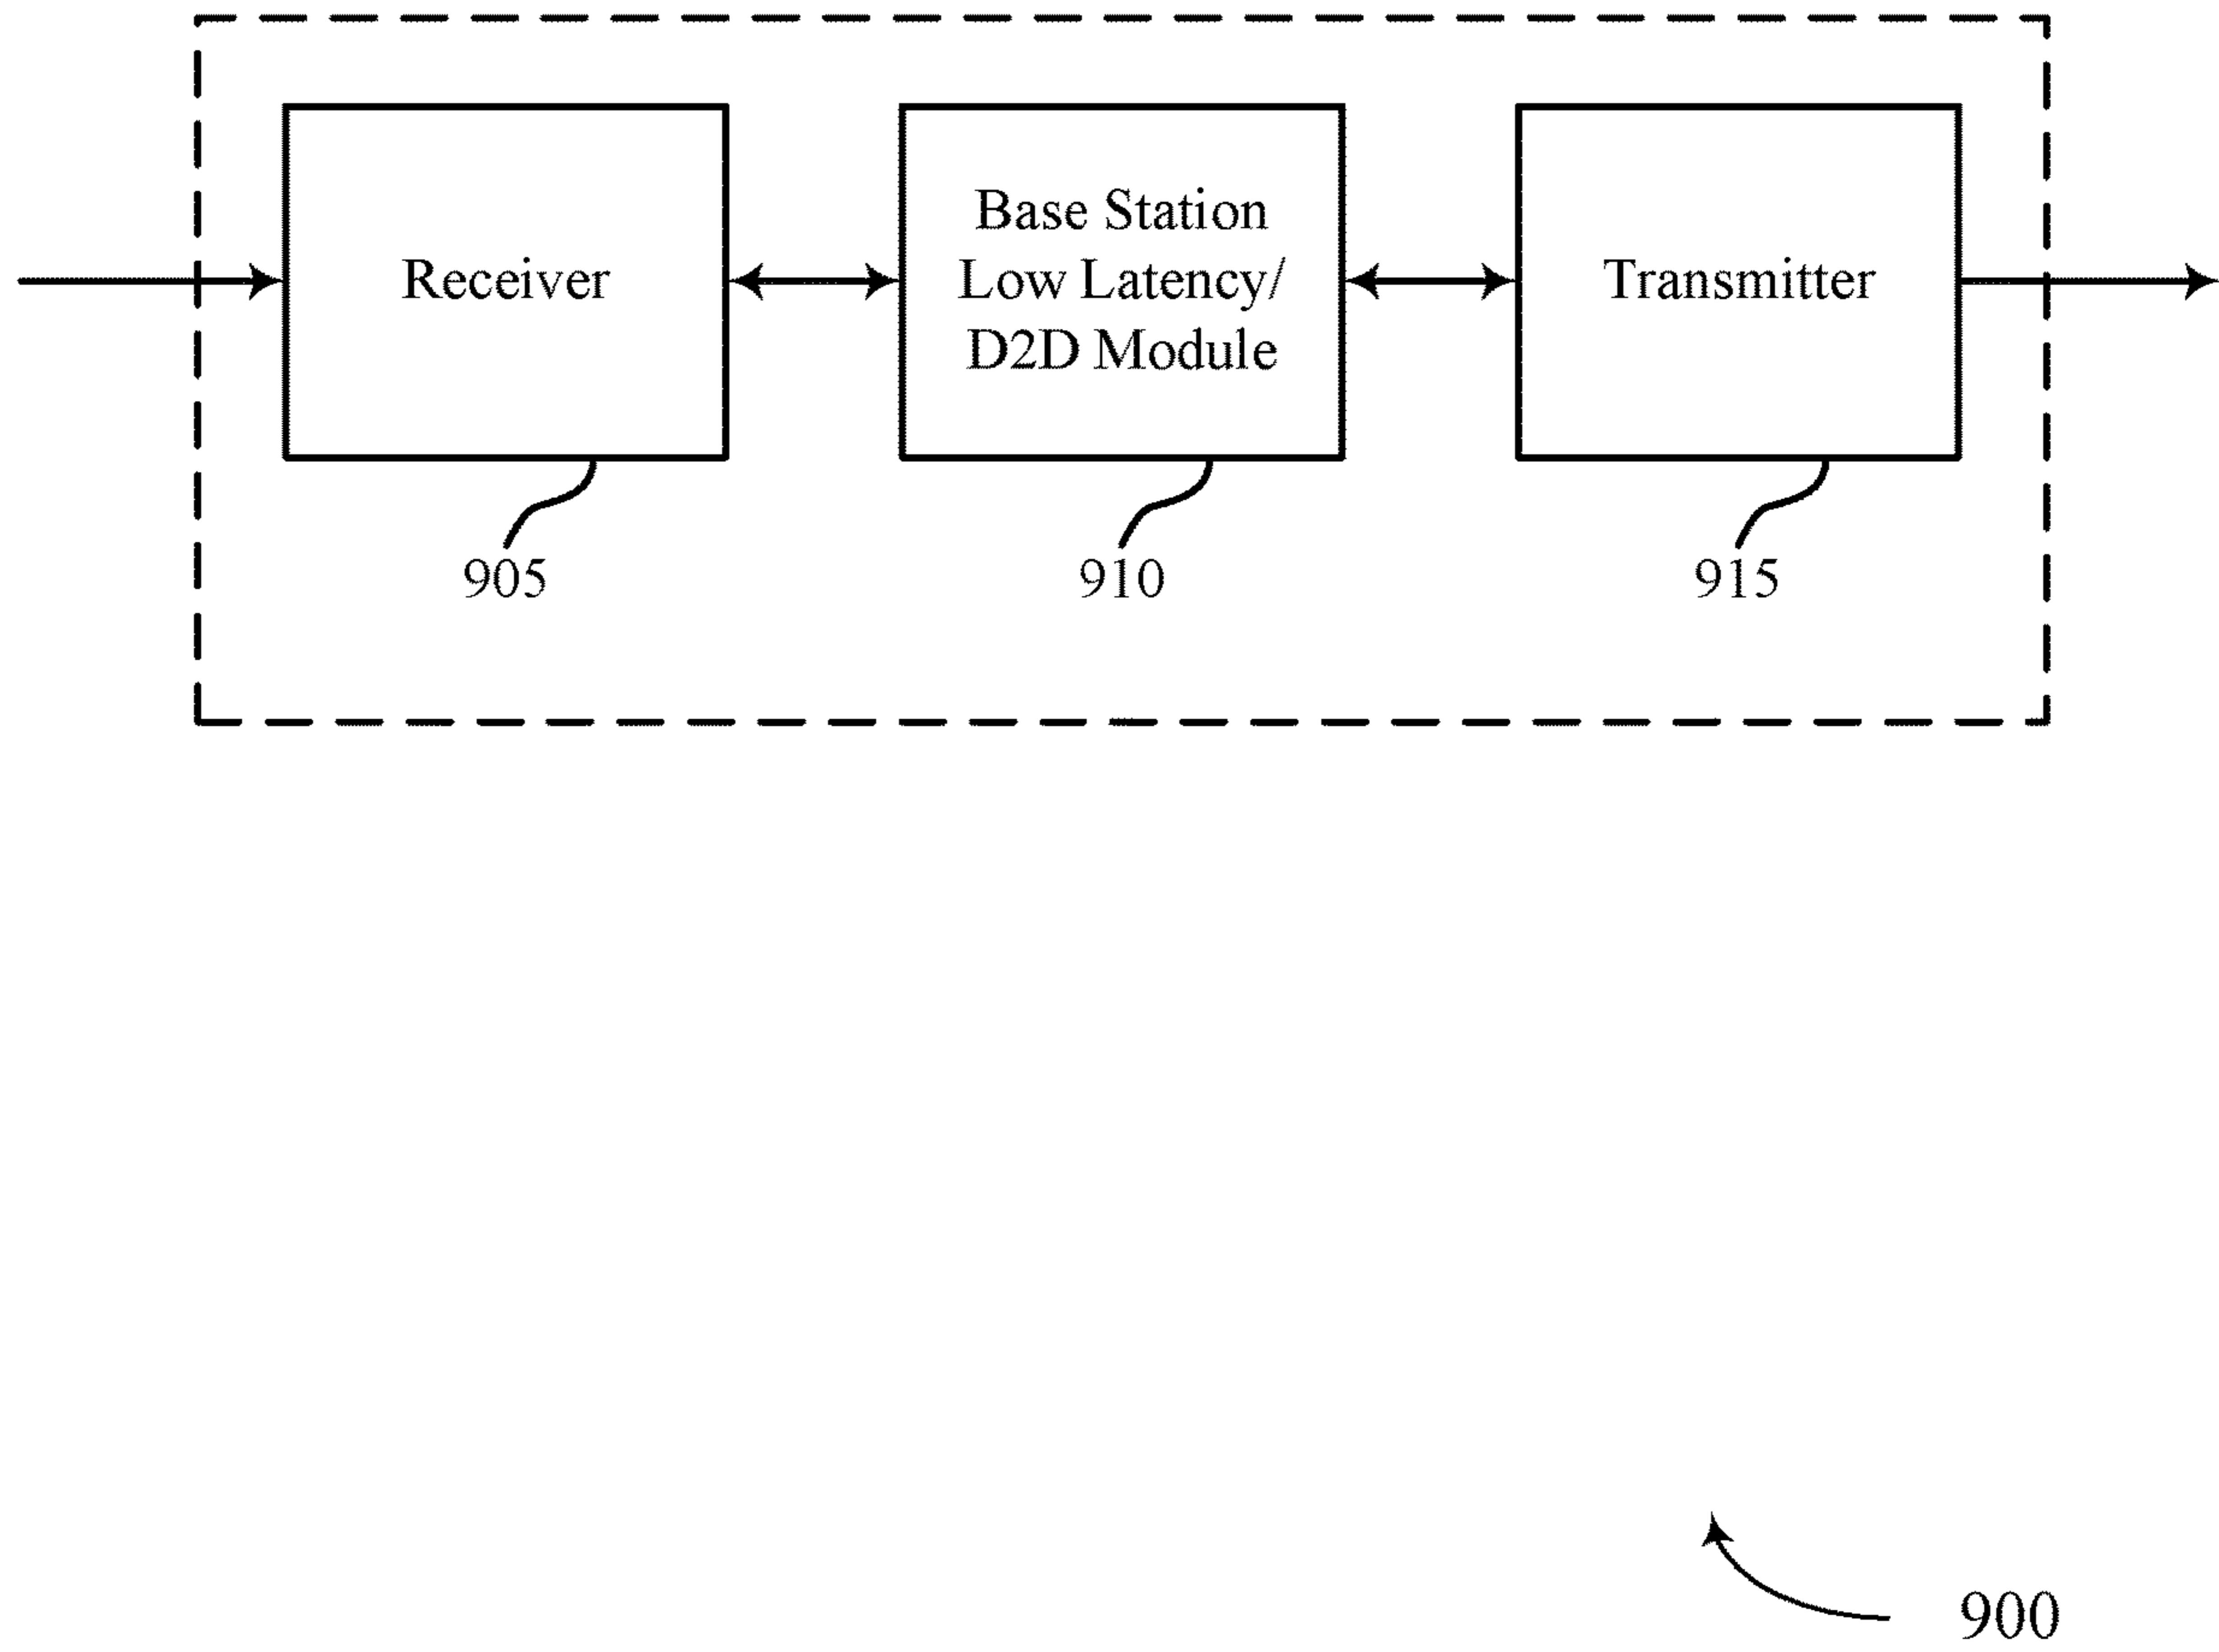 Receiver
Base Station
Low Latency/
D2D Module
Transmitter
905
910
915
900